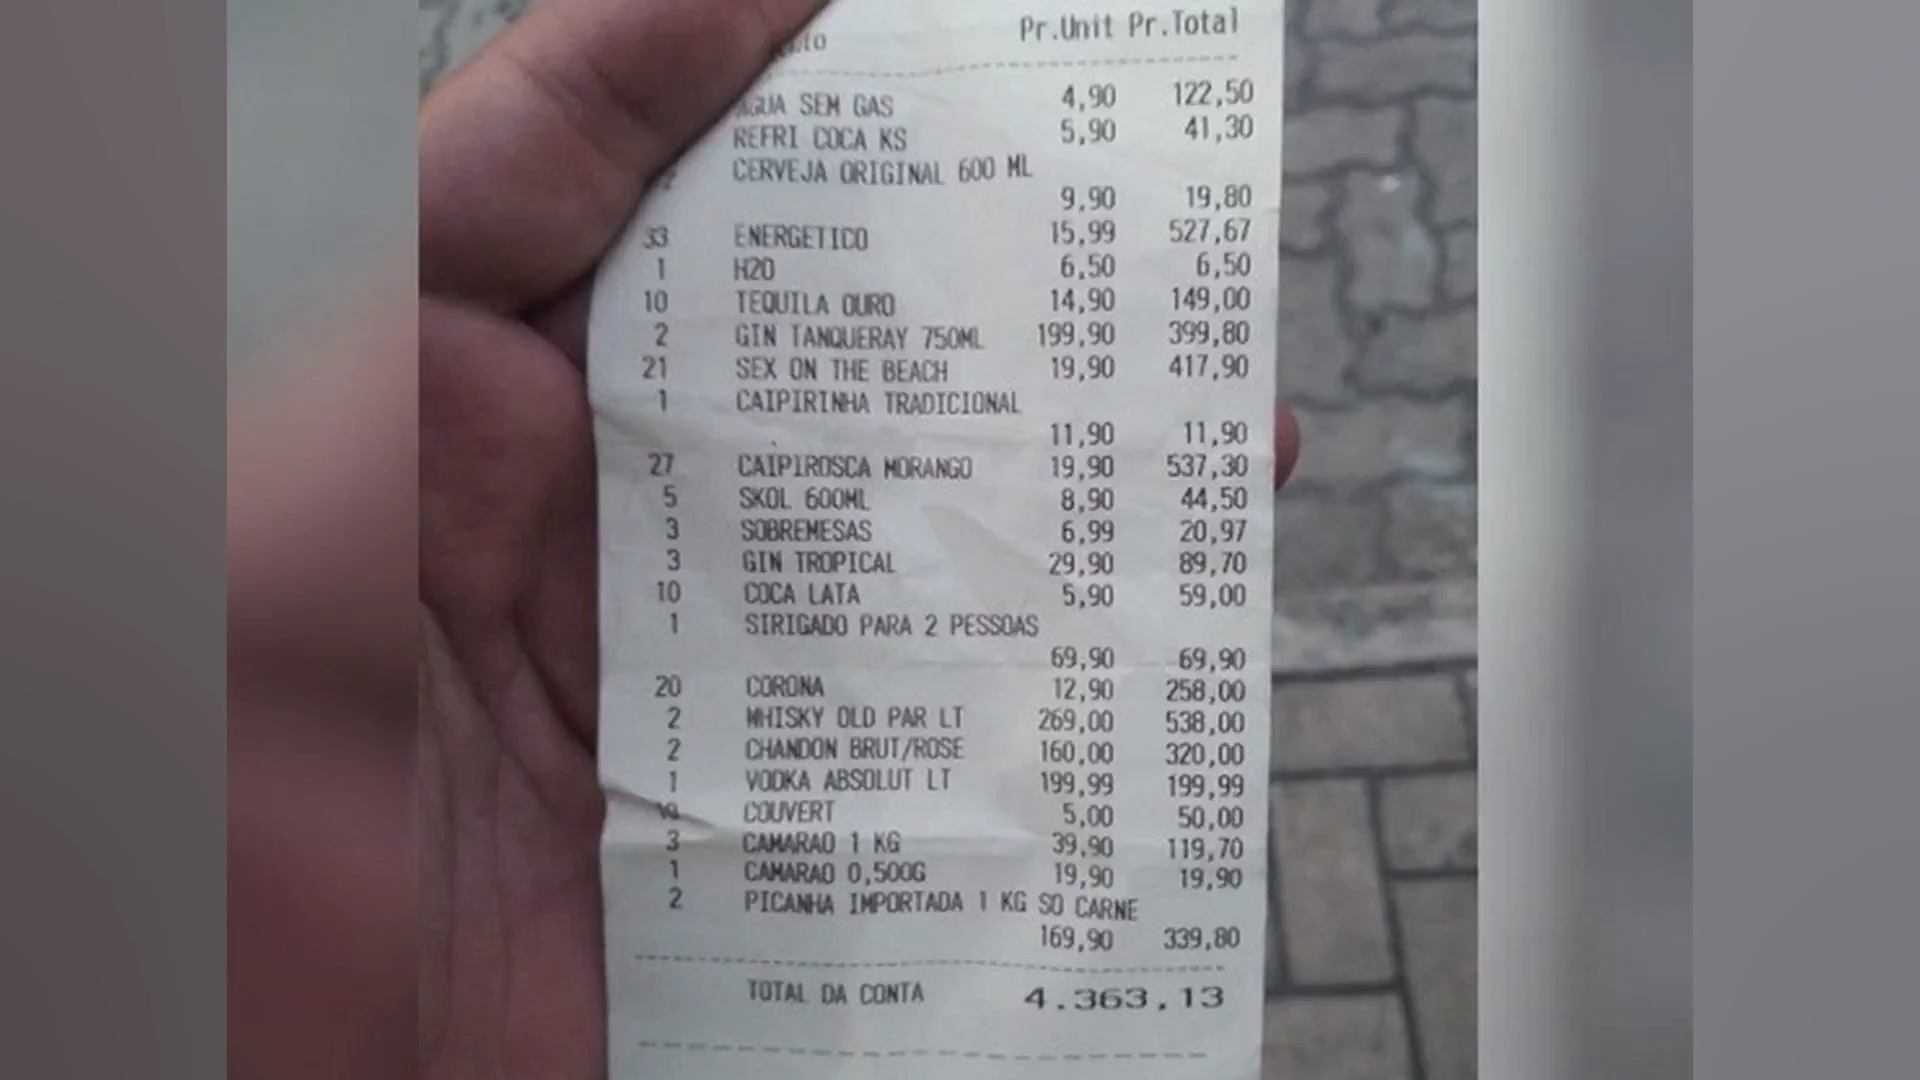 Pr.Unit Pr.Total
AGUA SEM GAS 4,90 122,50
REFRI COCA KS 5,90 41,30
CERVEJA ORIGINAL 600 ML
9,90 19,80
33 ENERGETICO 15,99 527,67
1 H2O 6,50 6,50
10 TEQUILA OURO 14,90 149,00
2 GIN TANQUERAY 750ML 199,90 399,80
21 SEX ON THE BEACH 19,90 417,90
1 CAIPIRINHA TRADICIONAL
11,90 11,90
27 CAIPIROSCA MORANGO 19,90 537,30
5 SKOL 600ML 8,90 44,50
3 SOBREMESAS 6,99 20,97
3 GIN TROPICAL 29,90 89,70
10 COCA LATA 5,90 59,00
1 SIRIGADO PARA 2 PESSOAS
69,90 69,90
20 CORONA 12,90 258,00
2 WHISKY OLD PAR LT 269,00 538,00
2 CHANDON BRUT/ROSE 160,00 320,00
1 VODKA ABSOLUT LT 199,99 199,99
COUVERT 5,00 50,00
3 CAMARAO 1 KG 39,90 119,70
1 CAMARAO 0,500G 19,90 19,90
2 PICANHA IMPORTADA 1 KG SO CARNE
169,90 339,80
TOTAL DA CONTA 4.363,13